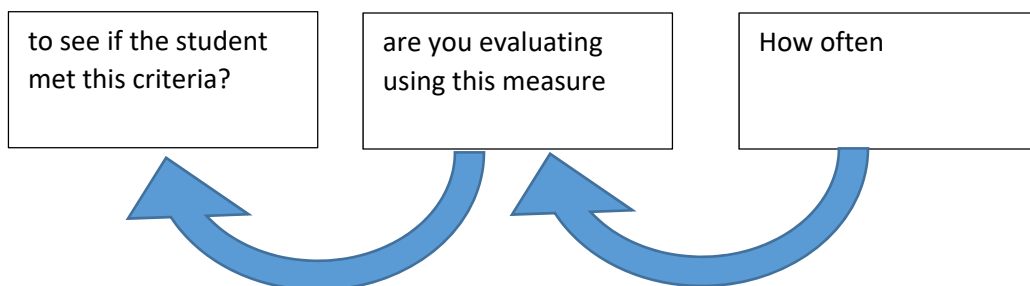 to see if the student
met this criteria?
are you evaluating
using this measure
How often